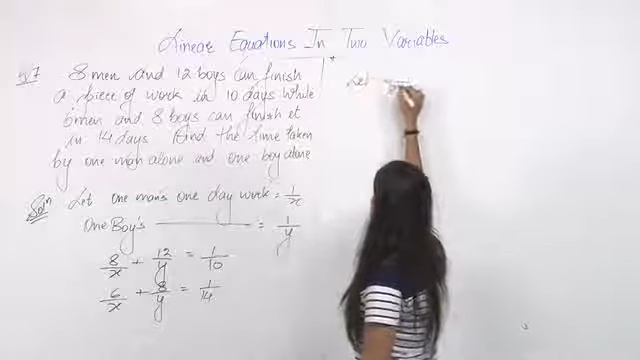 Linear Equations In Two Variables
Q7 8 men and 12 boys can finish
a piece of work in 10 days while
6 men and 8 boys can finish it
in 14 days. Find the time taken
by one man alone and one boy alone
Solⁿ Let one man's one day work = 1/x
One Boy's ———— = 1/y
8/x + 12/y = 1/10
6/x + 8/y = 1/14
Let